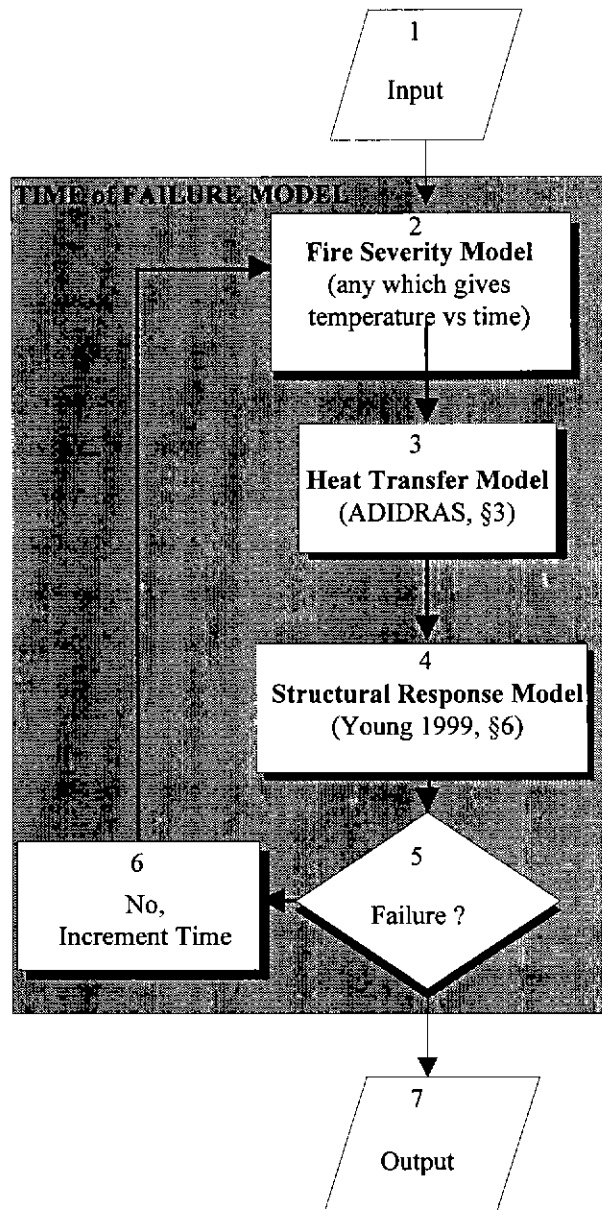 1
Input
TIME of FAILURE MODEL
2
Fire Severity Model
(any which gives
temperature vs time)
3
Heat Transfer Model
(ADIDRAS, §3)
4
Structural Response Model
(Young 1999, §6)
5
Failure ?
6
No,
Increment Time
7
Output